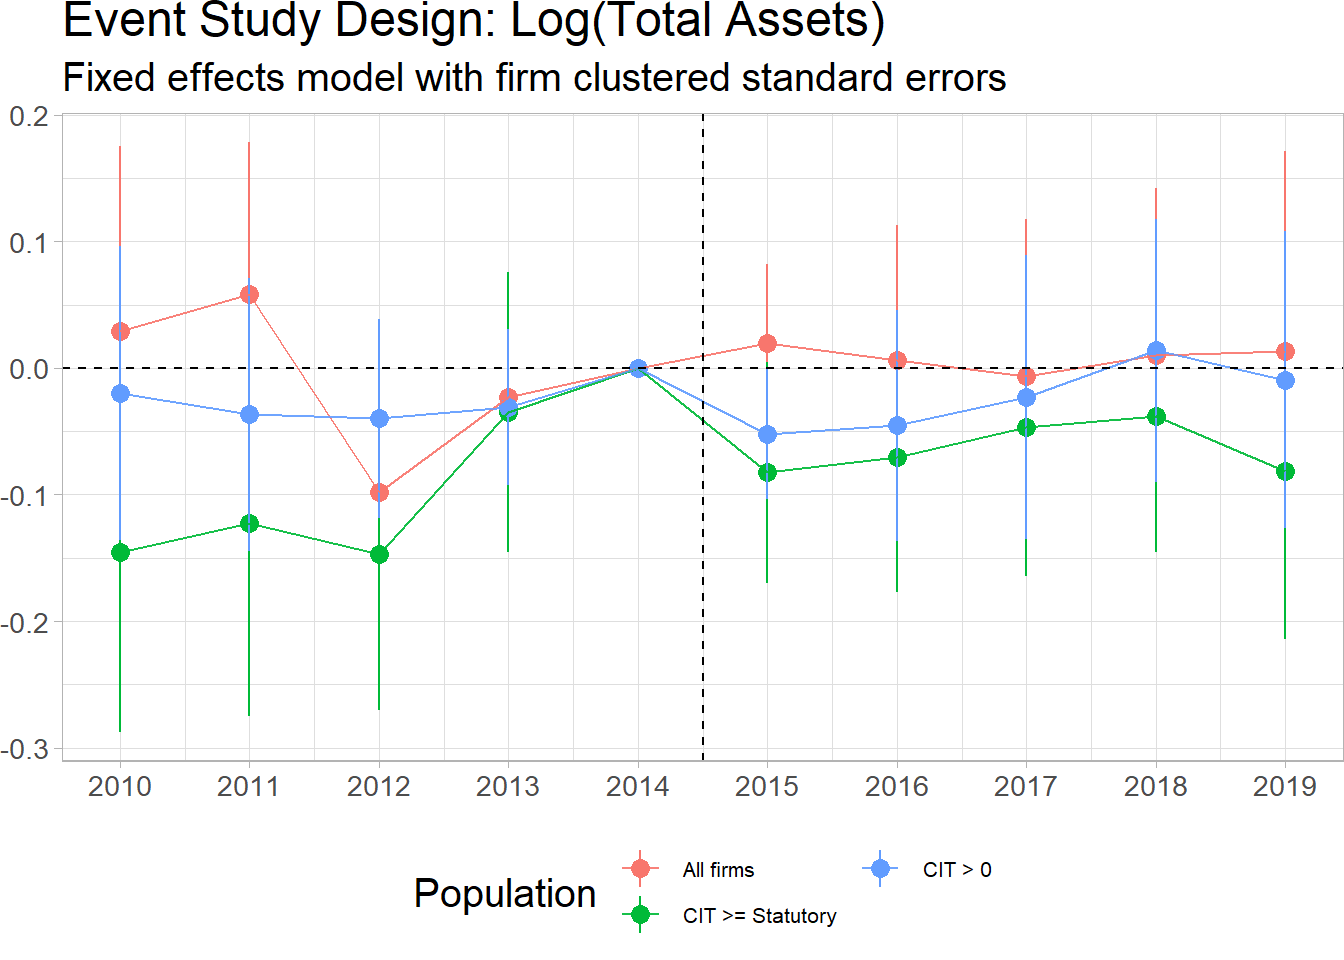 Event Study Design: Log(Total Assets)
Fixed effects model with firm clustered standard errors
0.2
0.1
0.0
-0.1
-0.2
-0.3
2010 2011 2012 2013 2014 2015 2016 2017 2018 2019
Population
All firms
CIT > 0
CIT >= Statutory